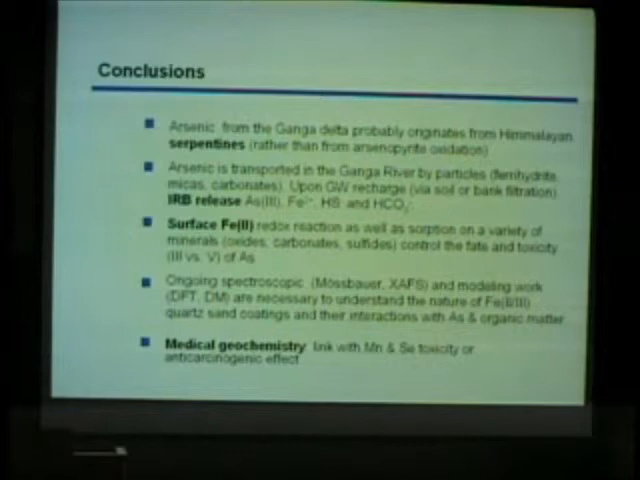 Conclusions
Arsenic from the Ganga delta probably originates from Himmalayan
serpentines (rather than from arsenopyrite oxidation)
Arsenic is transported in the Ganga River by particles (ferrihydrite,
micas, carbonates). Upon GW recharge (via soil or bank filtration)
IRB release As(III), Fe²⁺, HS⁻ and HCO₃⁻.
Surface Fe(II) redox reaction as well as sorption on a variety of
minerals (oxides, carbonates, sulfides) control the fate and toxicity
(III vs. V) of As
Ongoing spectroscopic (Mössbauer, XAFS) and modeling work
(DFT, DM) are necessary to understand the nature of Fe(II/III)
quartz sand coatings and their interactions with As & organic matter
Medical geochemistry link with Mn & Se toxicity or
anticarcinogenic effect